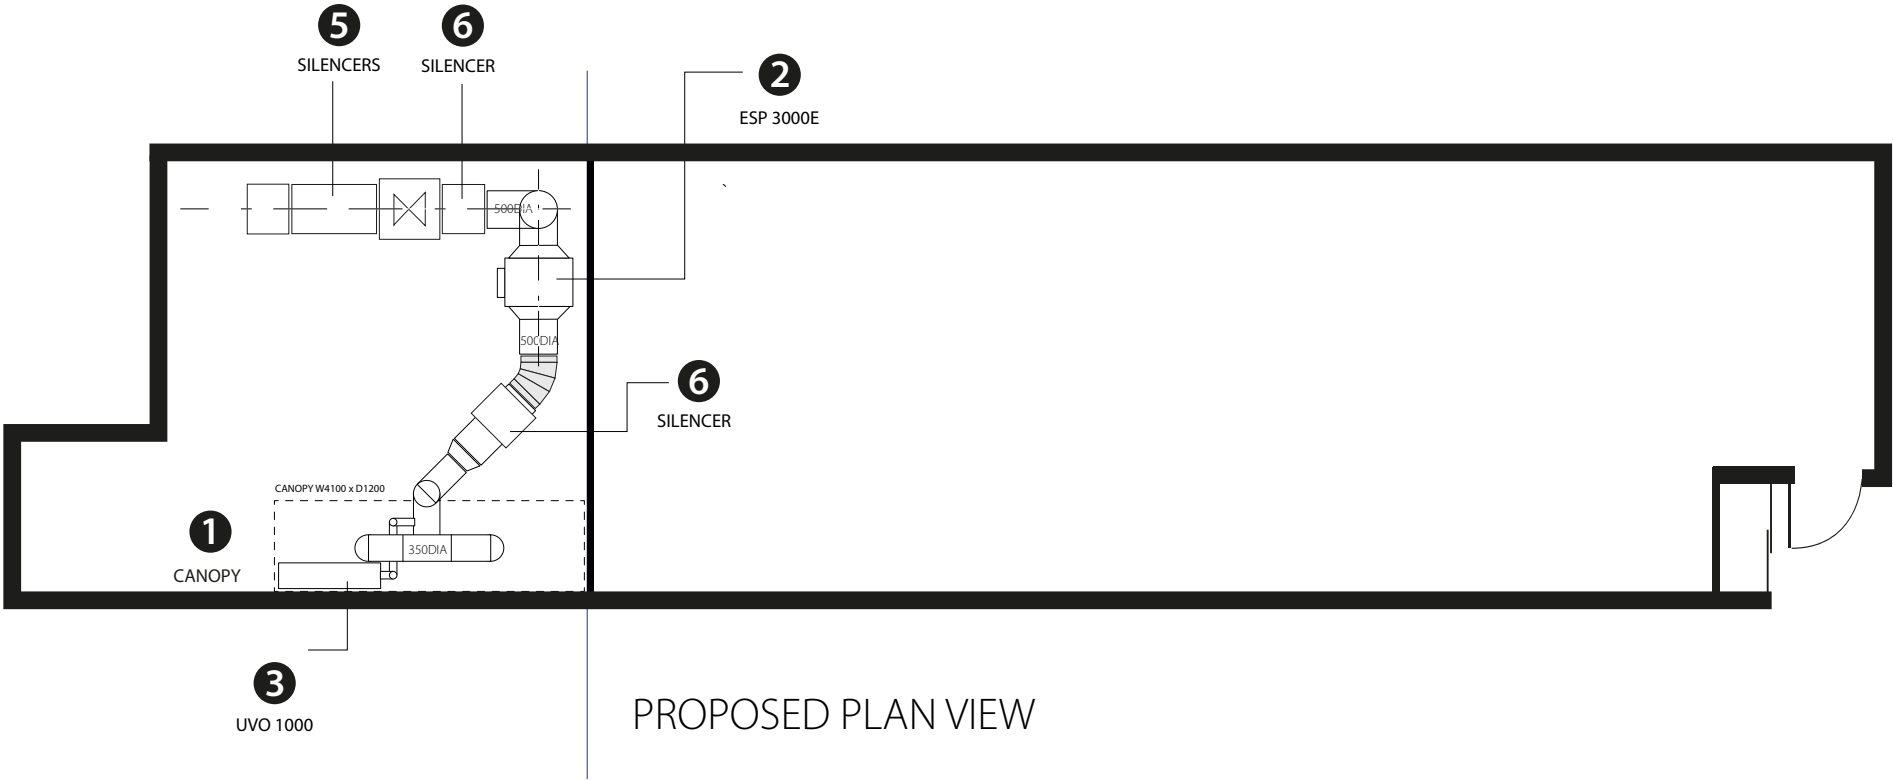 5
SILENCERS
6
SILENCER
2
ESP 3000E
500DIA
500DIA
6
SILENCER
CANOPY W4100 x D1200
1
CANOPY
350DIA
3
UVO 1000
PROPOSED PLAN VIEW